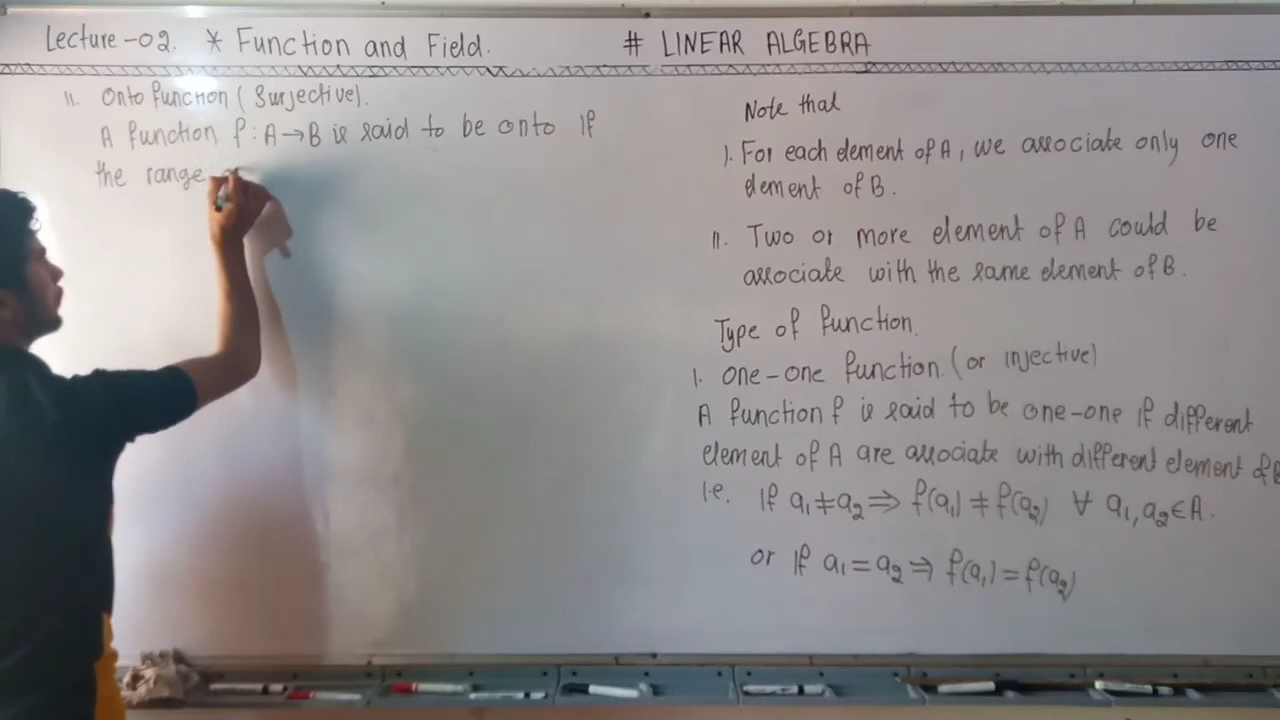 Lecture-02. * Function and Field. # LINEAR ALGEBRA
II. Onto function (Surjective).
A function f: A→B is said to be onto if
the range
Note that
I. For each element of A, we associate only one
element of B.
II. Two or more element of A could be
associate with the same element of B.
Type of function.
I. One-one function (or injective)
A function f is said to be one-one if different
element of A are associate with different element of B
i.e. If a₁ ≠ a₂ ⇒ f(a₁) ≠ f(a₂) ∀ a₁, a₂ ∈ A.
or If a₁ = a₂ ⇒ f(a₁) = f(a₂)